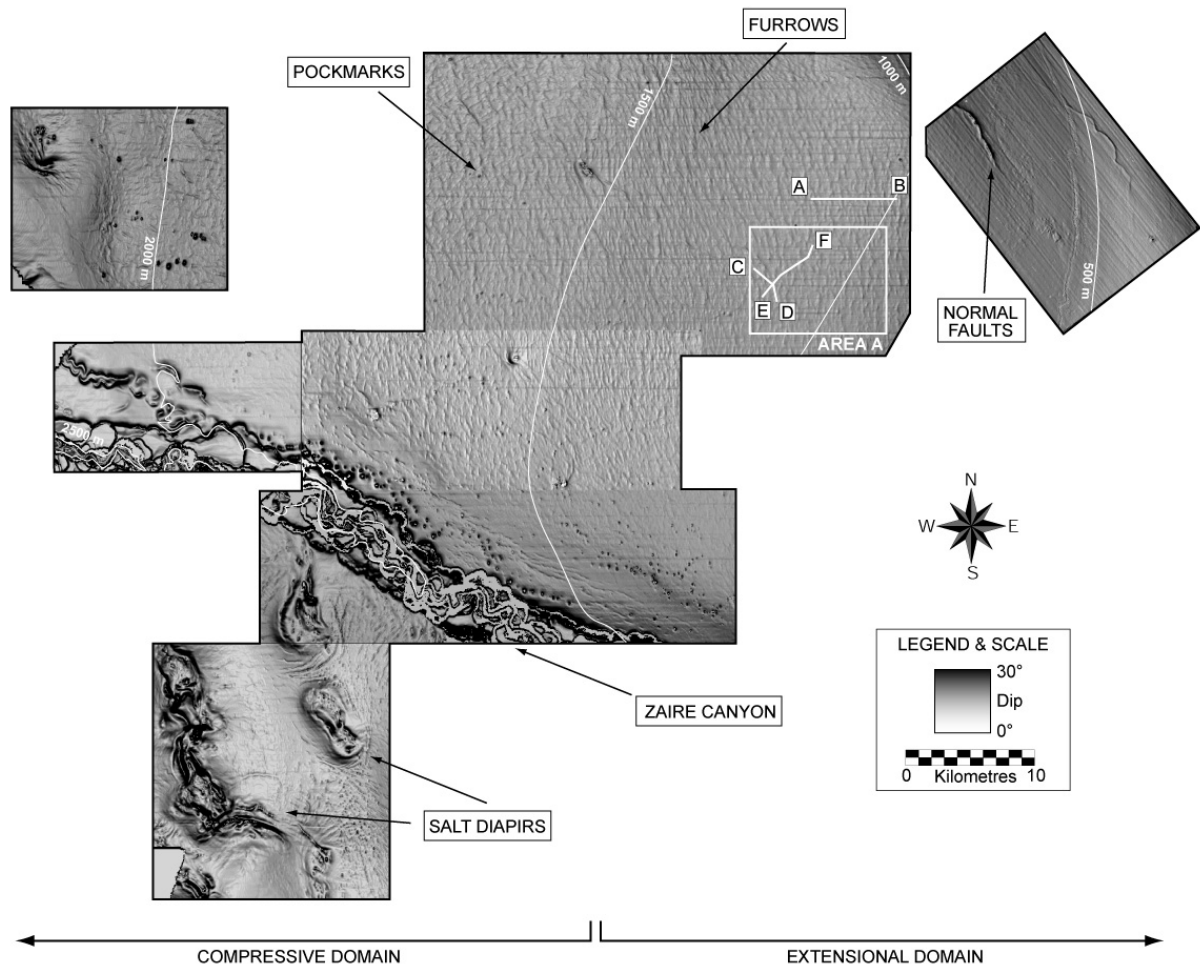 FURROWS
POCKMARKS
1000 m
1500 m
A
B
2000 m
F
C
E
D
AREA A
500 m
NORMAL
FAULTS
2500 m
N
W
E
S
LEGEND & SCALE
30°
Dip
0°
0 Kilometres 10
ZAIRE CANYON
SALT DIAPIRS
COMPRESSIVE DOMAIN
EXTENSIONAL DOMAIN